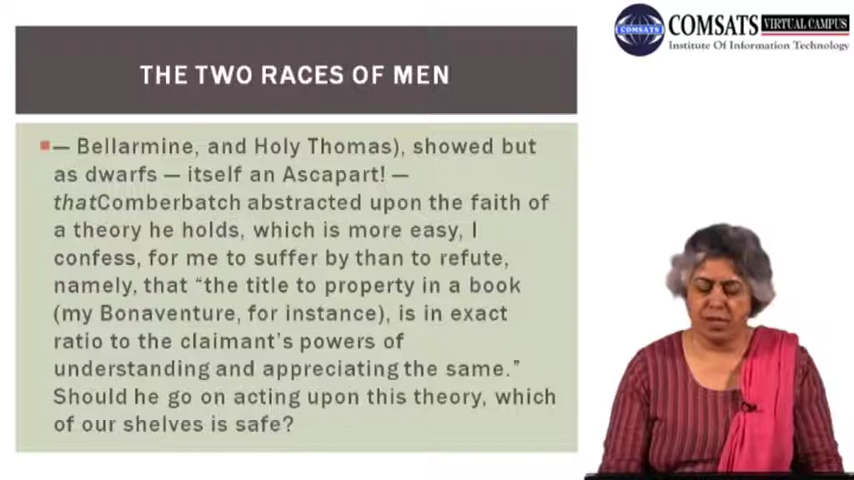 THE TWO RACES OF MEN
COMSATS VIRTUAL CAMPUS
COMSATS
Institute Of Information Technology
— Bellarmine, and Holy Thomas), showed but
as dwarfs — itself an Ascapart! —
thatComberbatch abstracted upon the faith of
a theory he holds, which is more easy, I
confess, for me to suffer by than to refute,
namely, that “the title to property in a book
(my Bonaventure, for instance), is in exact
ratio to the claimant’s powers of
understanding and appreciating the same.”
Should he go on acting upon this theory, which
of our shelves is safe?